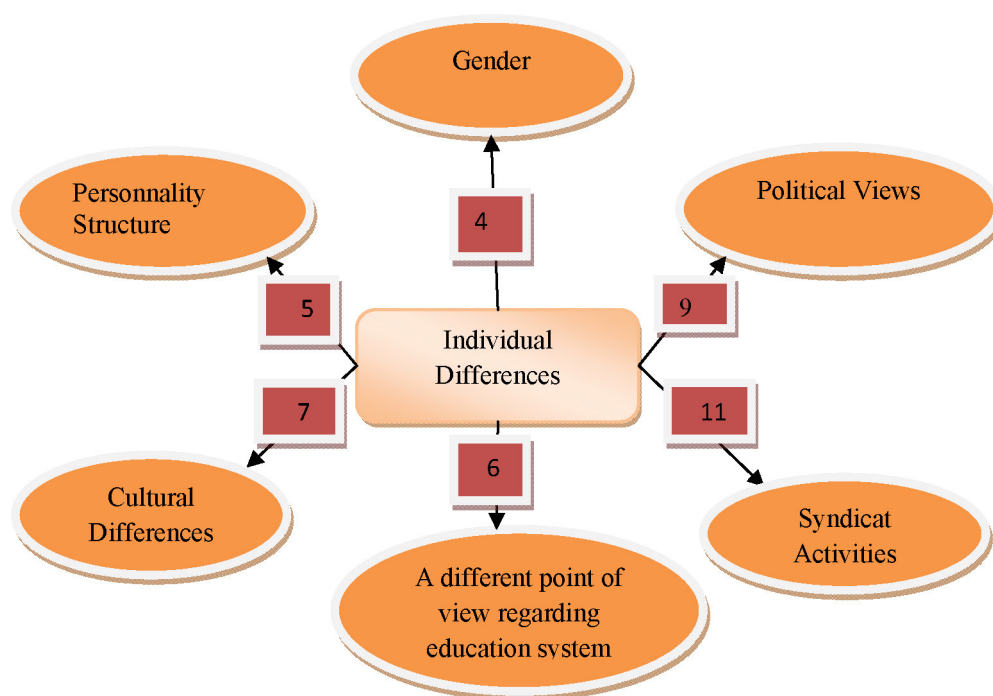 Gender
Personnality
Structure
Political Views
4
5
9
Individual
Differences
7
11
6
Cultural
Differences
Syndicat
Activities
A different point of
view regarding
education system